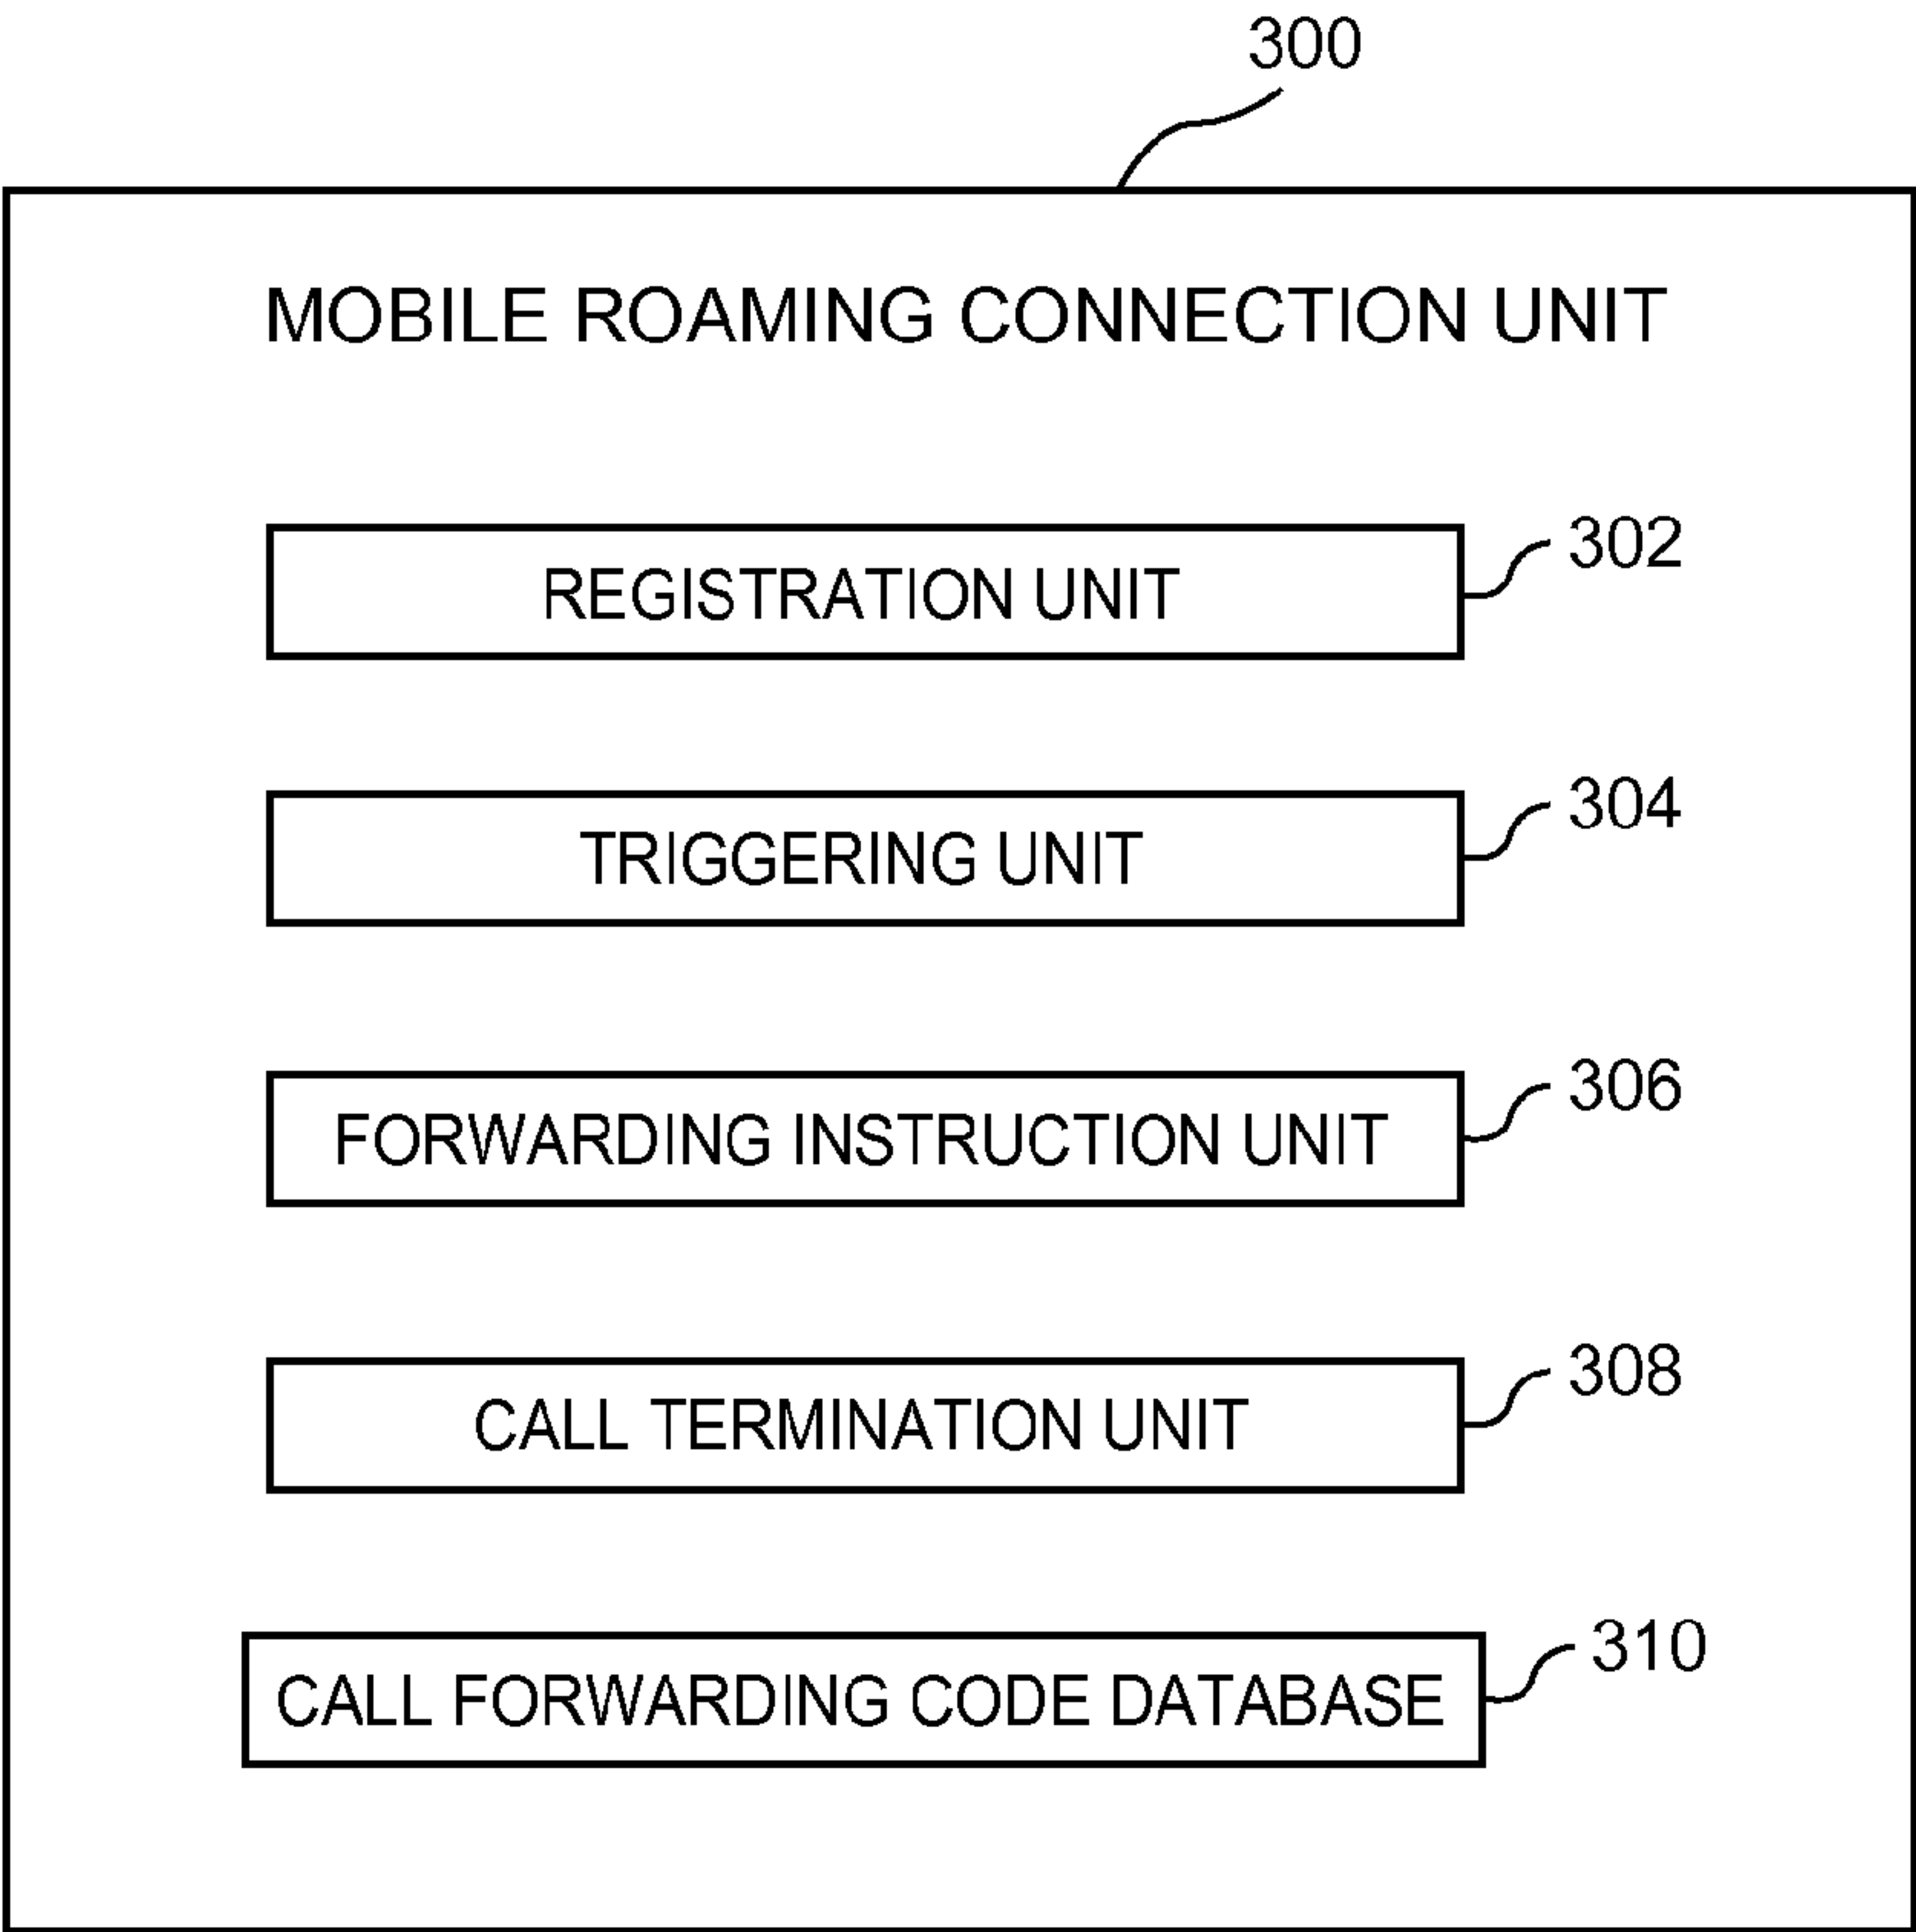 300
MOBILE ROAMING CONNECTION UNIT
REGISTRATION UNIT
302
TRIGGERING UNIT
304
FORWARDING INSTRUCTION UNIT
306
CALL TERMINATION UNIT
308
CALL FORWARDING CODE DATABASE
310